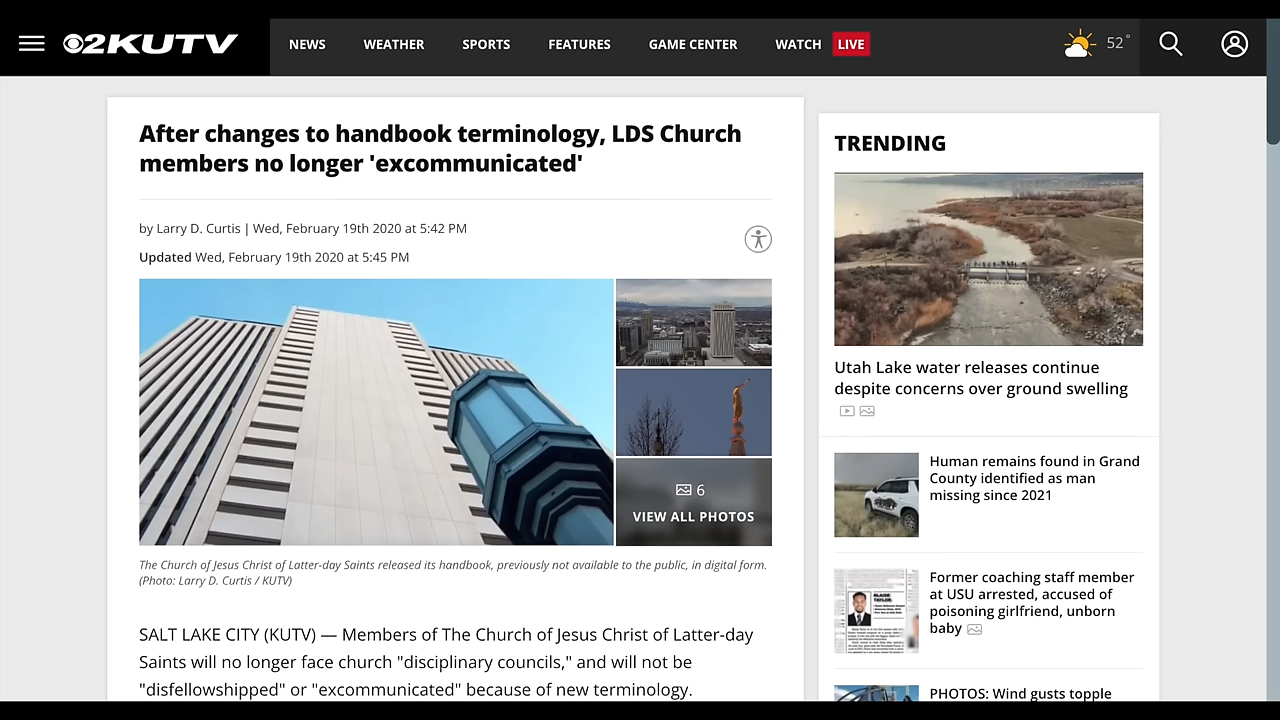 2KUTV
NEWS
WEATHER
SPORTS
FEATURES
GAME CENTER
WATCH LIVE
52°
After changes to handbook terminology, LDS Church
members no longer 'excommunicated'
by Larry D. Curtis | Wed, February 19th 2020 at 5:42 PM
Updated Wed, February 19th 2020 at 5:45 PM
6
VIEW ALL PHOTOS
The Church of Jesus Christ of Latter-day Saints released its handbook, previously not available to the public, in digital form.
(Photo: Larry D. Curtis / KUTV)
SALT LAKE CITY (KUTV) — Members of The Church of Jesus Christ of Latter-day
Saints will no longer face church "disciplinary councils," and will not be
"disfellowshipped" or "excommunicated" because of new terminology.
TRENDING
Utah Lake water releases continue
despite concerns over ground swelling
Human remains found in Grand
County identified as man
missing since 2021
BLAISE
TAYLOR
Former coaching staff member
at USU arrested, accused of
poisoning girlfriend, unborn
baby
PHOTOS: Wind gusts topple